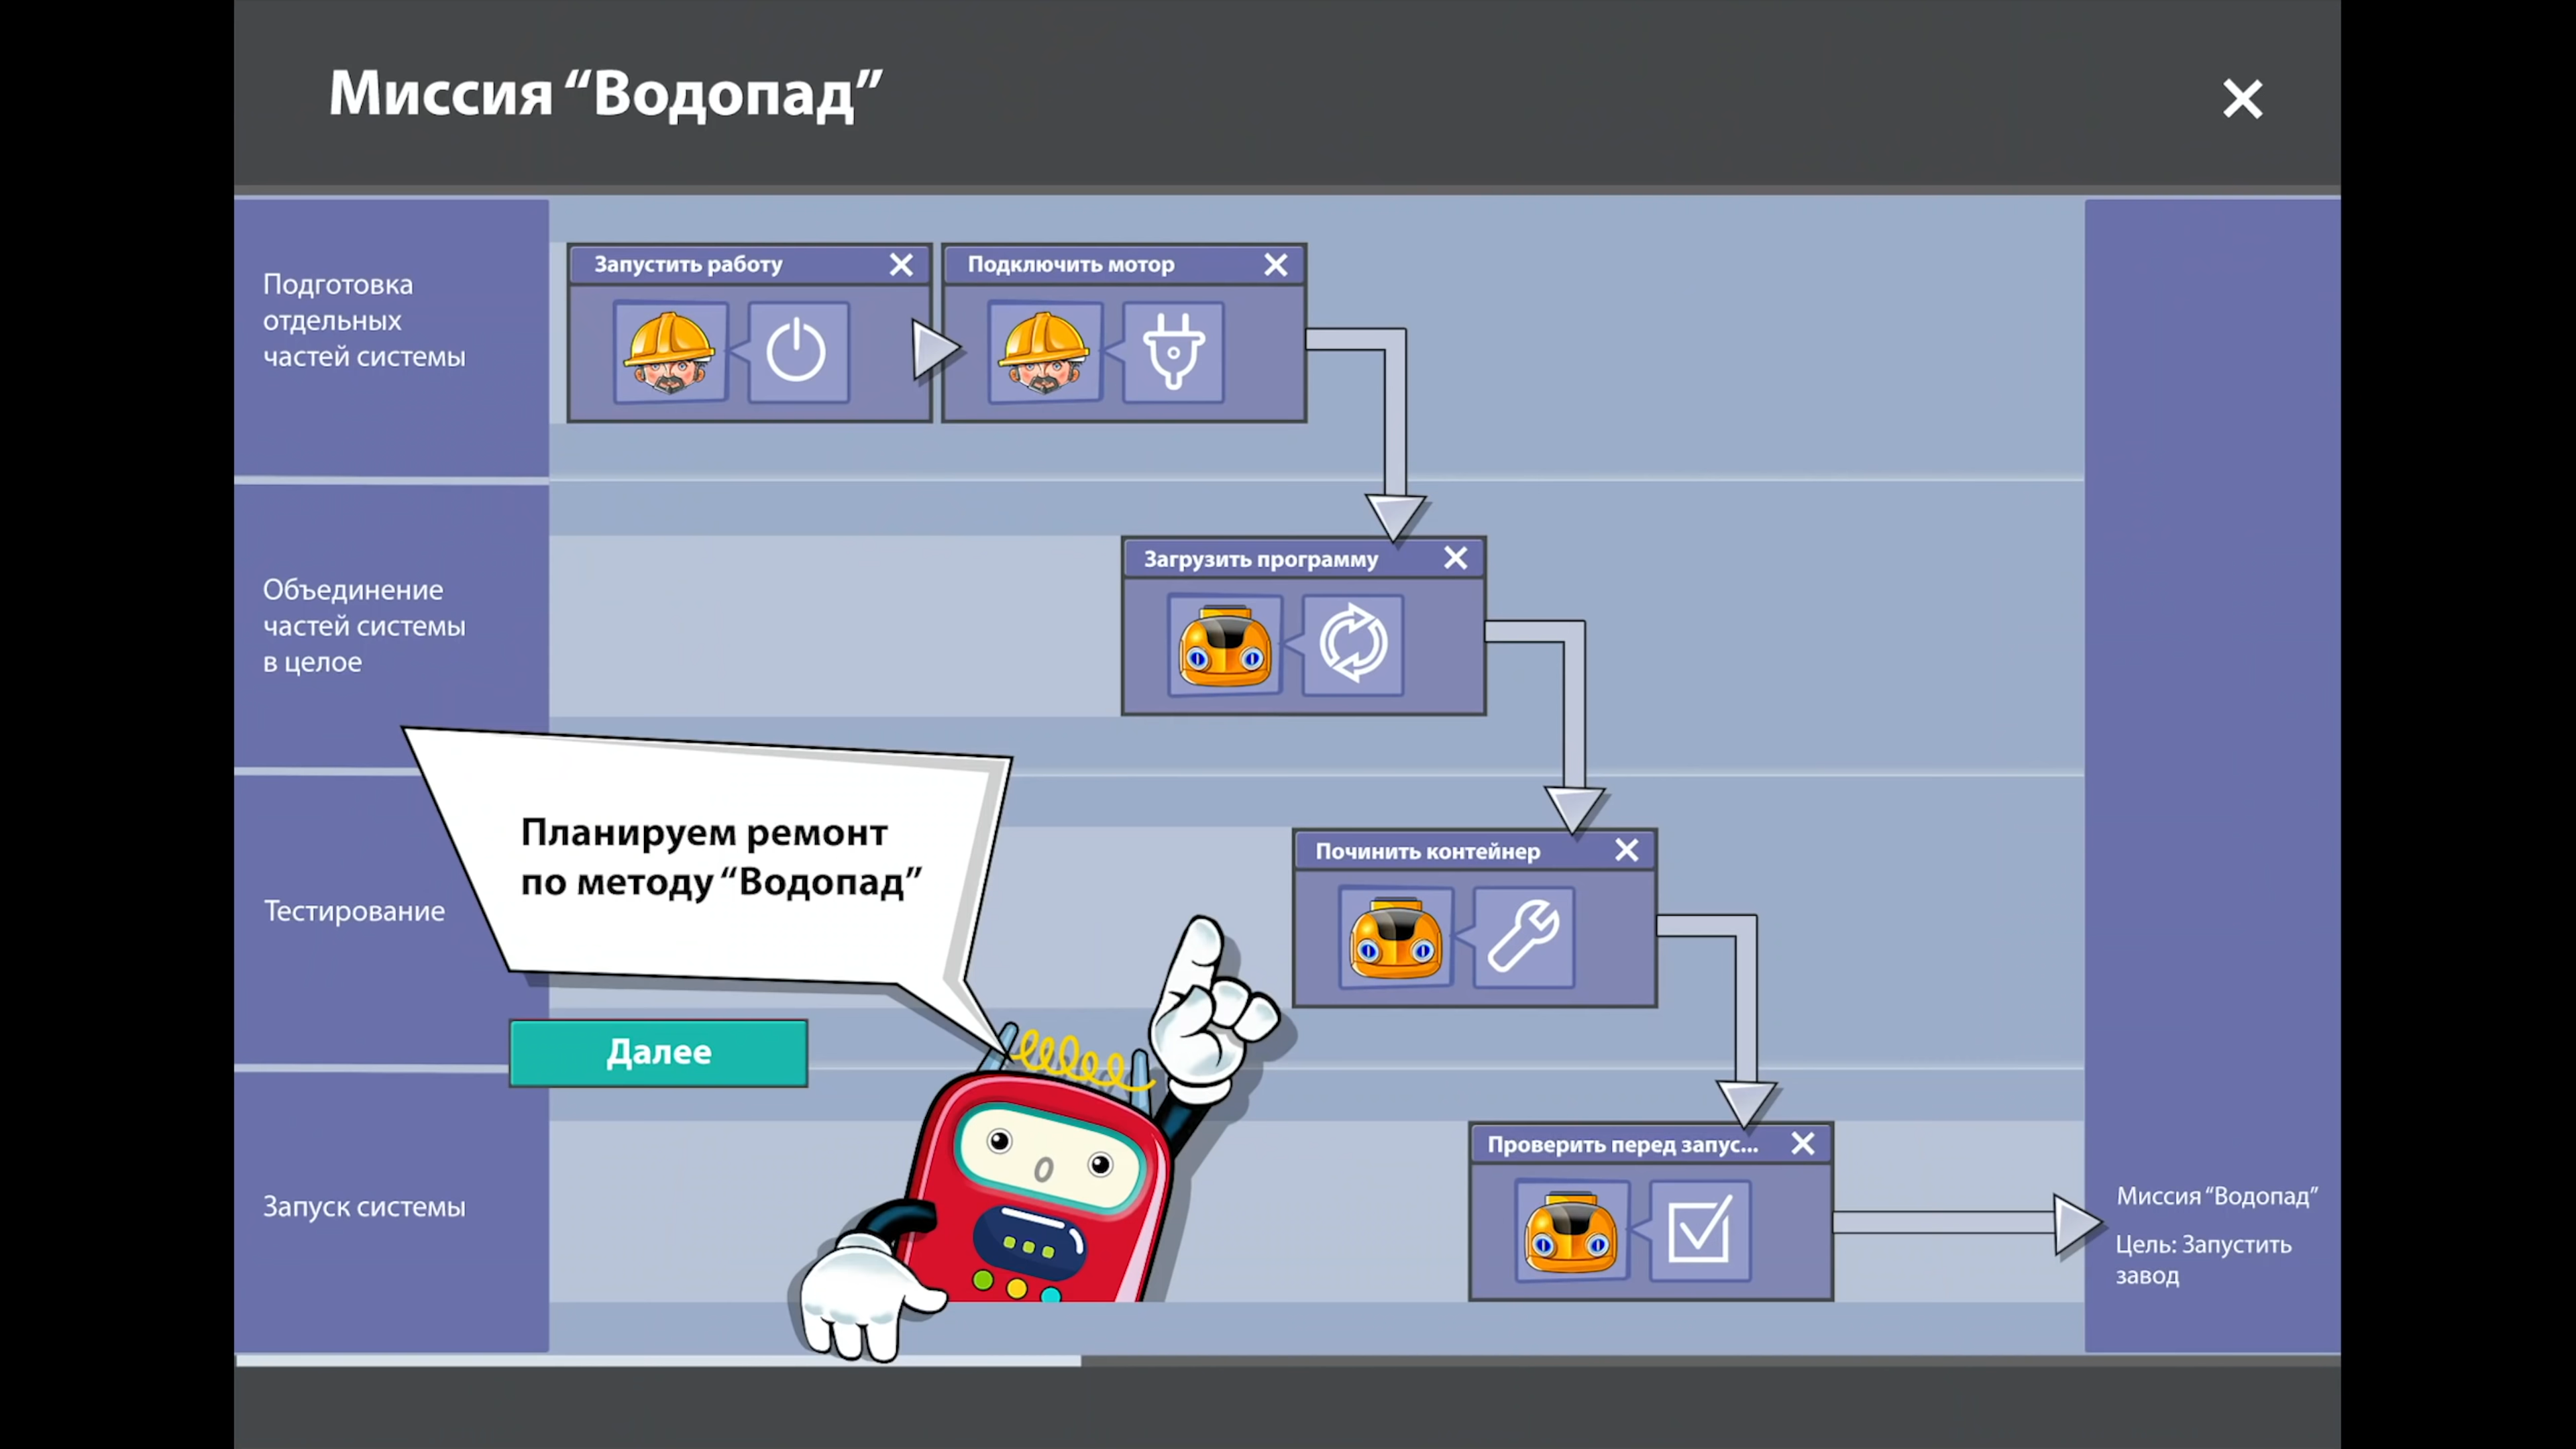 Миссия “Водопад”
Подготовка
отдельных
частей системы
Запустить работу
Подключить мотор
Объединение
частей системы
в целое
Загрузить программу
Планируем ремонт
по методу “Водопад”
Тестирование
Починить контейнер
Далее
Запуск системы
Проверить перед запус...
Миссия “Водопад”
Цель: Запустить
завод